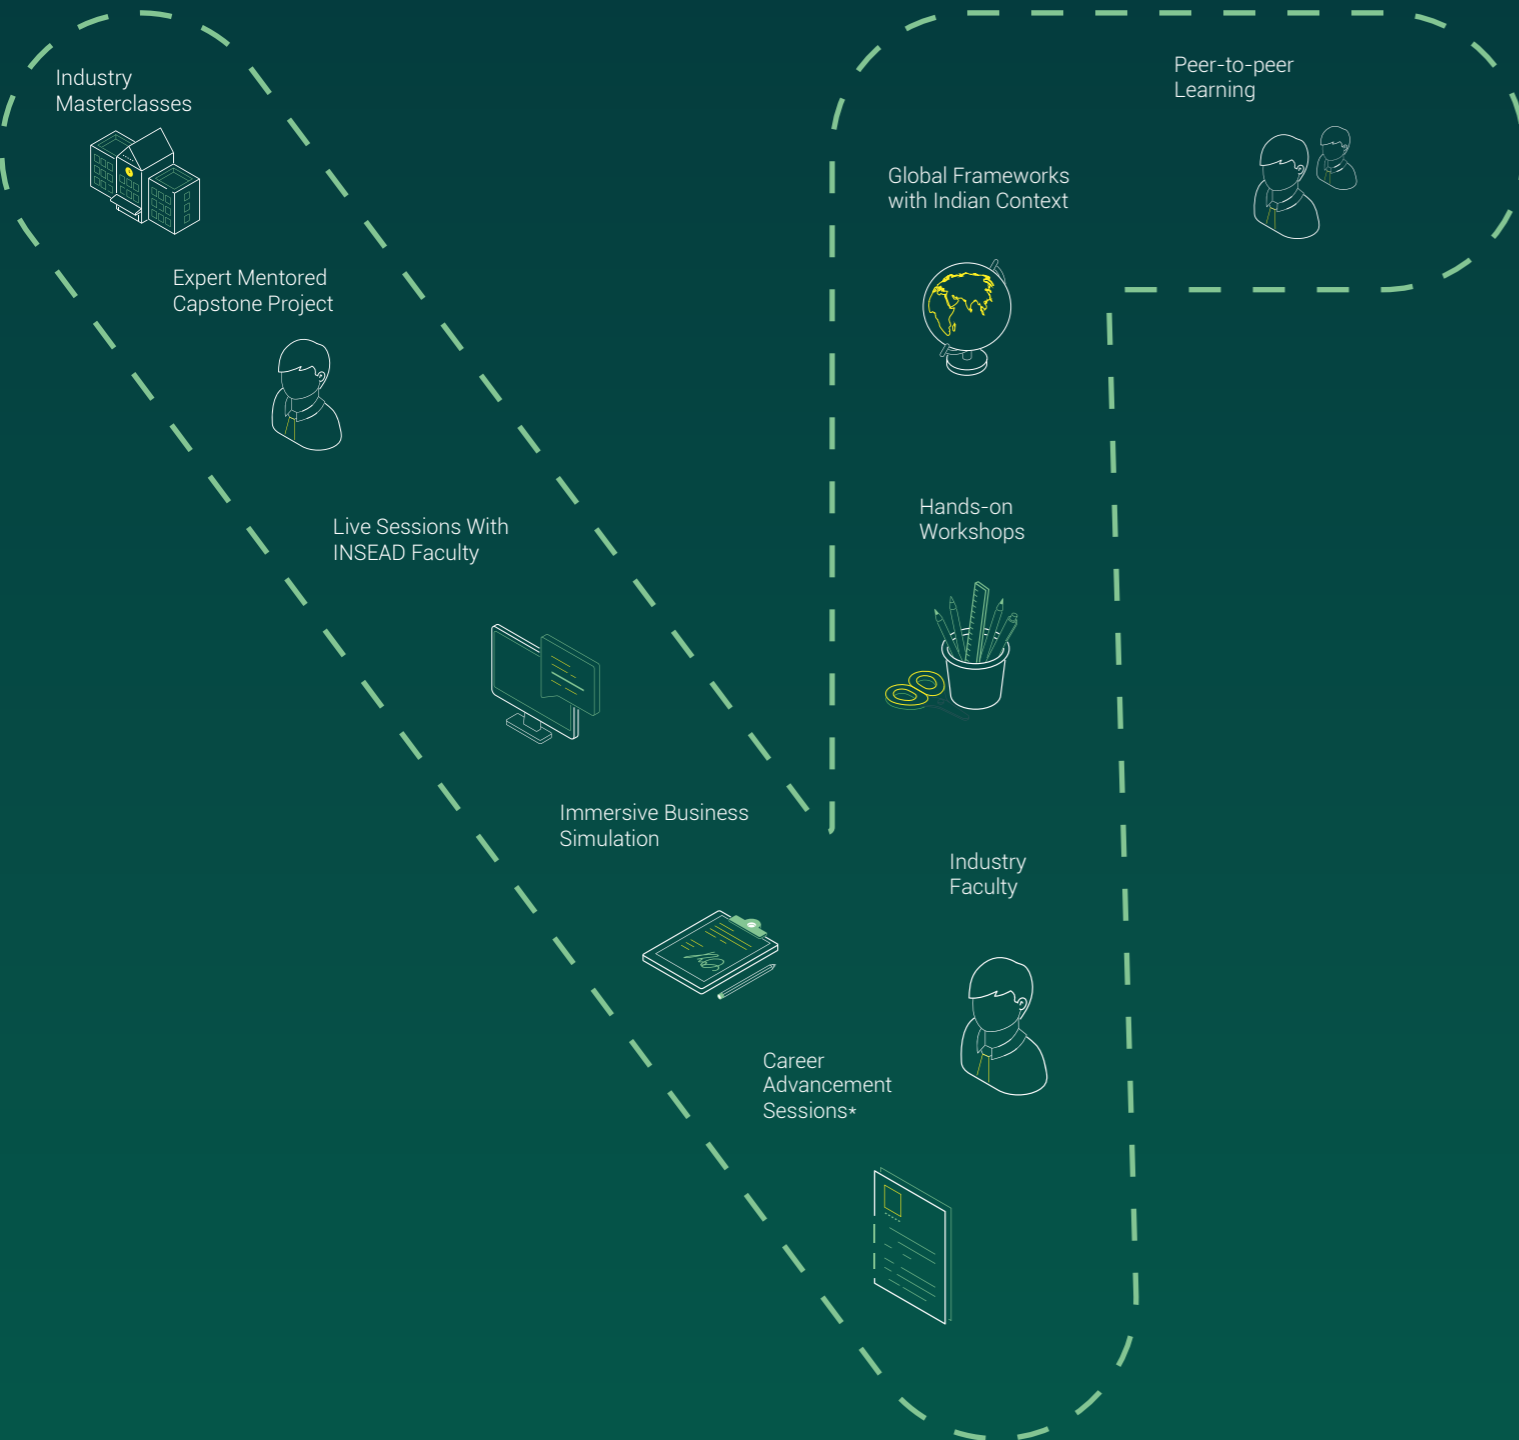 Industry
Masterclasses
Expert Mentored
Capstone Project
Live Sessions With
INSEAD Faculty
Immersive Business
Simulation
Career
Advancement
Sessions*
Industry
Faculty
Hands-on
Workshops
Global Frameworks
with Indian Context
Peer-to-peer
Learning